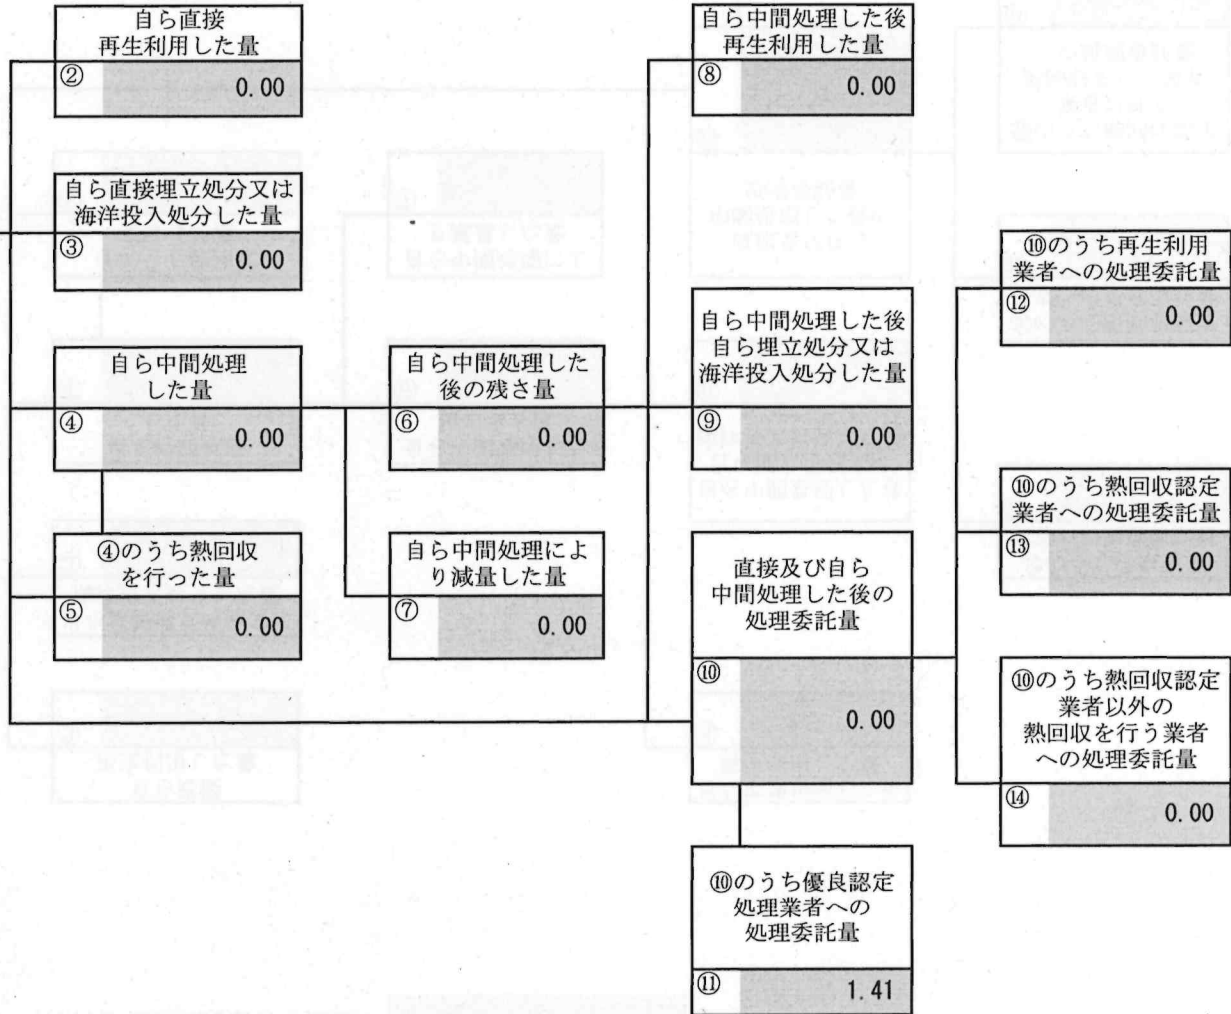 自ら直接
再生利用した量
②
0.00
自ら直接埋立処分又は
海洋投入処分した量
③
0.00
自ら中間処理
した量
④
0.00
④のうち熱回収
を行った量
⑤
0.00
自ら中間処理した
後の残さ量
⑥
0.00
自ら中間処理によ
り減量した量
⑦
0.00
自ら中間処理した後
再生利用した量
⑧
0.00
自ら中間処理した後
自ら埋立処分又は
海洋投入処分した量
⑨
0.00
直接及び自ら
中間処理した後の
処理委託量
⑩
0.00
⑩のうち優良認定
処理業者への
処理委託量
⑪
1.41
⑩のうち再生利用
業者への処理委託量
⑫
0.00
⑩のうち熱回収認定
業者への処理委託量
⑬
0.00
⑩のうち熱回収認定
業者以外の
熱回収を行う業者
への処理委託量
⑭
0.00